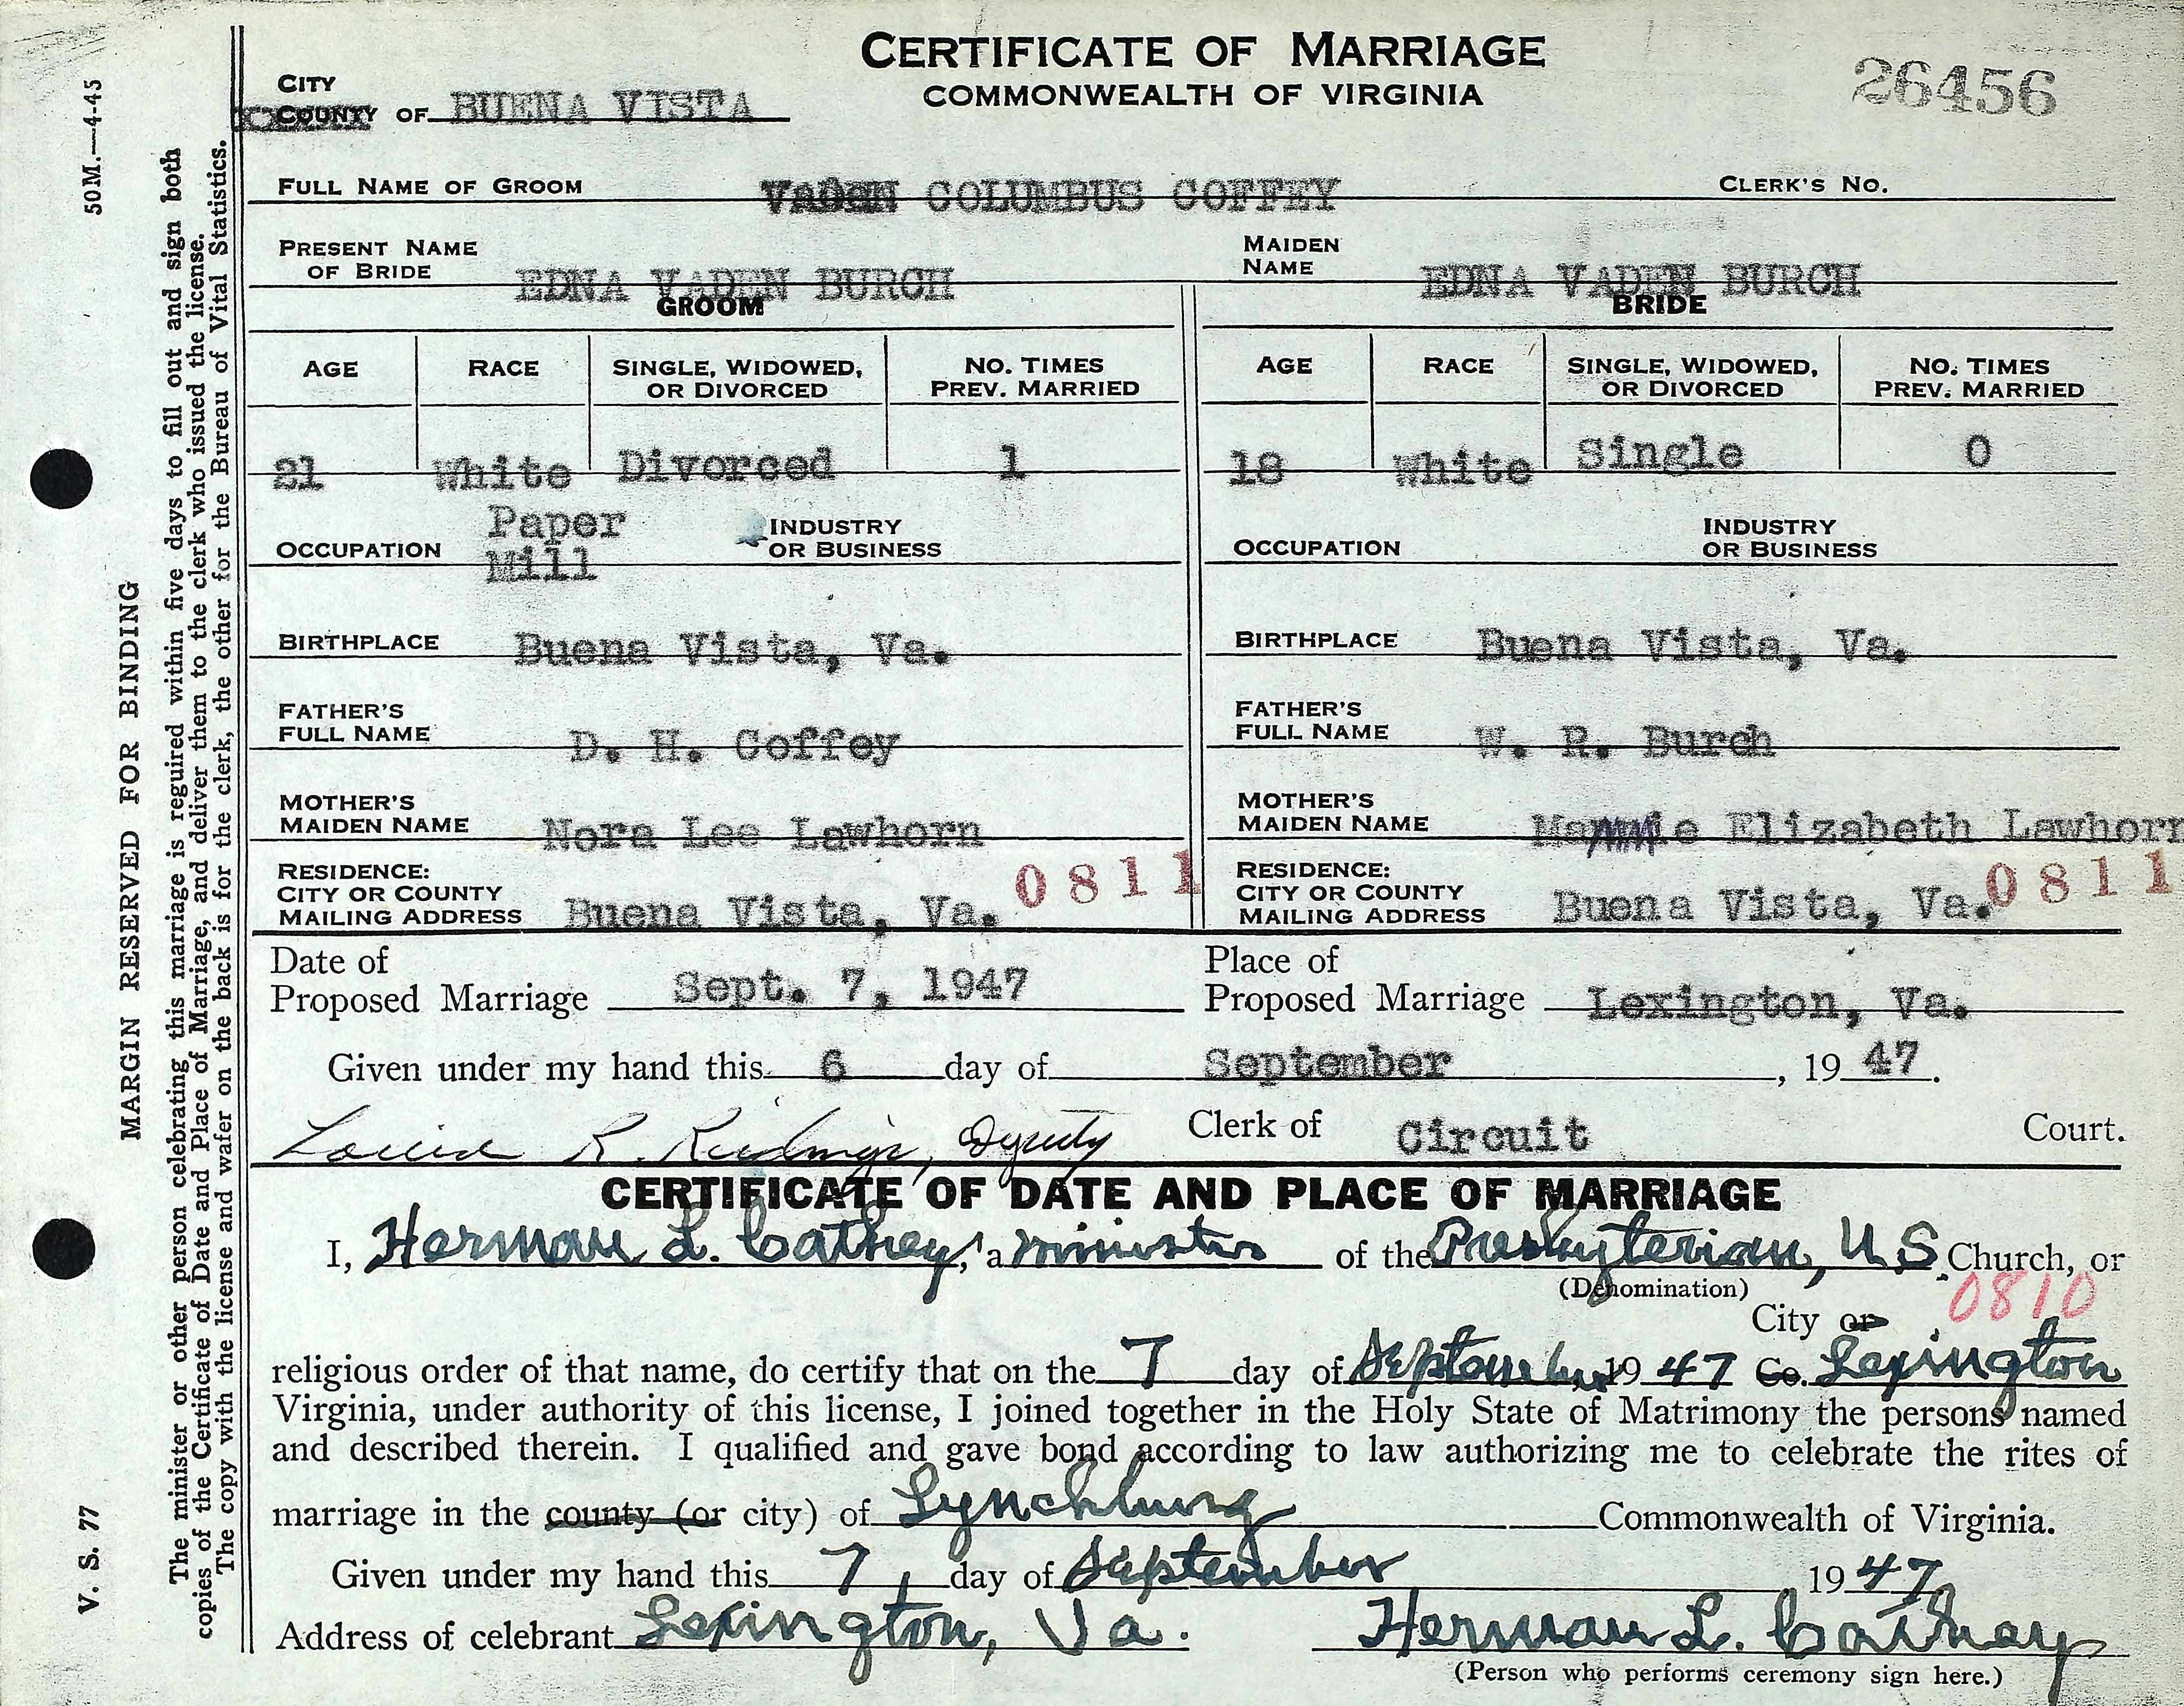 CERTIFICATE OF MARRIAGE
COMMONWEALTH OF VIRGINIA
26456
CITY
COUNTY OF BUENA VISTA
FULL NAME OF GROOM VADEN COLUMBUS COFFEY CLERK'S NO.
PRESENT NAME OF BRIDE EDNA VADEN BURCH MAIDEN NAME EDNA VADEN BURCH
GROOM BRIDE
AGE RACE SINGLE, WIDOWED, OR DIVORCED NO. TIMES PREV. MARRIED AGE RACE SINGLE, WIDOWED, OR DIVORCED NO. TIMES PREV. MARRIED
21 White Divorced 1 18 White Single 0
OCCUPATION Paper Mill INDUSTRY OR BUSINESS OCCUPATION INDUSTRY OR BUSINESS
BIRTHPLACE Buena Vista, Va. BIRTHPLACE Buena Vista, Va.
FATHER'S FULL NAME D. H. Coffey FATHER'S FULL NAME W. R. Burch
MOTHER'S MAIDEN NAME Nora Lee Lawhorn MOTHER'S MAIDEN NAME Mammie Elizabeth Lawhorn
RESIDENCE: CITY OR COUNTY MAILING ADDRESS Buena Vista, Va. 0811 RESIDENCE: CITY OR COUNTY MAILING ADDRESS Buena Vista, Va. 0811
Date of Proposed Marriage Sept. 7, 1947 Place of Proposed Marriage Lexington, Va.
Given under my hand this 6 day of September, 1947.
R. Deputy Clerk of Circuit Court.
CERTIFICATE OF DATE AND PLACE OF MARRIAGE
I, Herman L. Cathey, a minister of the Presbyterian, U.S. Church, or
(Denomination)
City or 0810
religious order of that name, do certify that on the 7 day of September, 1947 Co. Lexington
Virginia, under authority of this license, I joined together in the Holy State of Matrimony the persons named
and described therein. I qualified and gave bond according to law authorizing me to celebrate the rites of
marriage in the county (or city) of Lynchburg Commonwealth of Virginia.
Given under my hand this 7 day of September 1947
Address of celebrant Lexington, Va. Herman L. Cathey
(Person who performs ceremony sign here.)
50M.—4-45
MARGIN RESERVED FOR BINDING
V. S. 77
The minister or other person celebrating this marriage is required within five days to fill out and sign both
copies of the Certificate of Date and Place of Marriage, and deliver them to the clerk who issued the license.
The copy with the license and wafer on the back is for the clerk, the other for the Bureau of Vital Statistics.